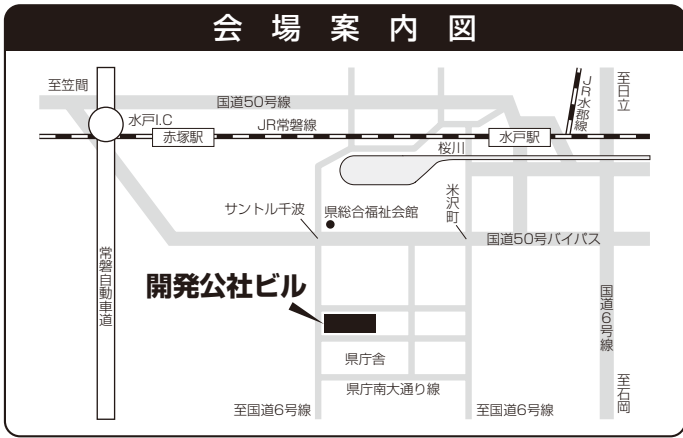 会場案内図
至笠間
国道50号線
JR水郡線
至日立
水戸I.C
赤塚駅
JR常磐線
水戸駅
桜川
サントル千波
県総合福祉会館
米沢町
国道50号バイパス
常磐自動車道
開発公社ビル
国道6号線
県庁舎
県庁南大通り線
至国道6号線
至国道6号線
至石岡